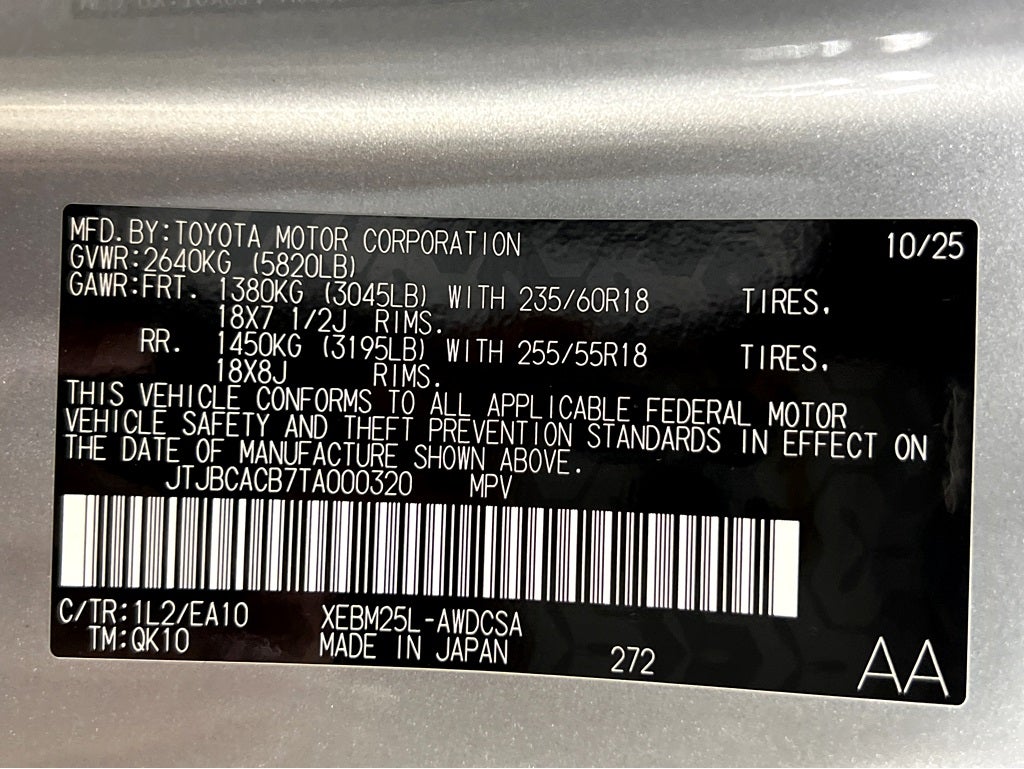 MFD. BY:TOYOTA MOTOR CORPORATION 10/25
GVWR:2640KG (5820LB)
GAWR:FRT. 1380KG (3045LB) WITH 235/60R18 TIRES,
18X7 1/2J RIMS.
RR. 1450KG (3195LB) WITH 255/55R18 TIRES,
18X8J RIMS.
THIS VEHICLE CONFORMS TO ALL APPLICABLE FEDERAL MOTOR
VEHICLE SAFETY AND THEFT PREVENTION STANDARDS IN EFFECT ON
THE DATE OF MANUFACTURE SHOWN ABOVE.
JTJBCACB7TA000320 MPV
C/TR:1L2/EA10 XEBM25L-AWDCSA
TM:QK10 MADE IN JAPAN 272 AA